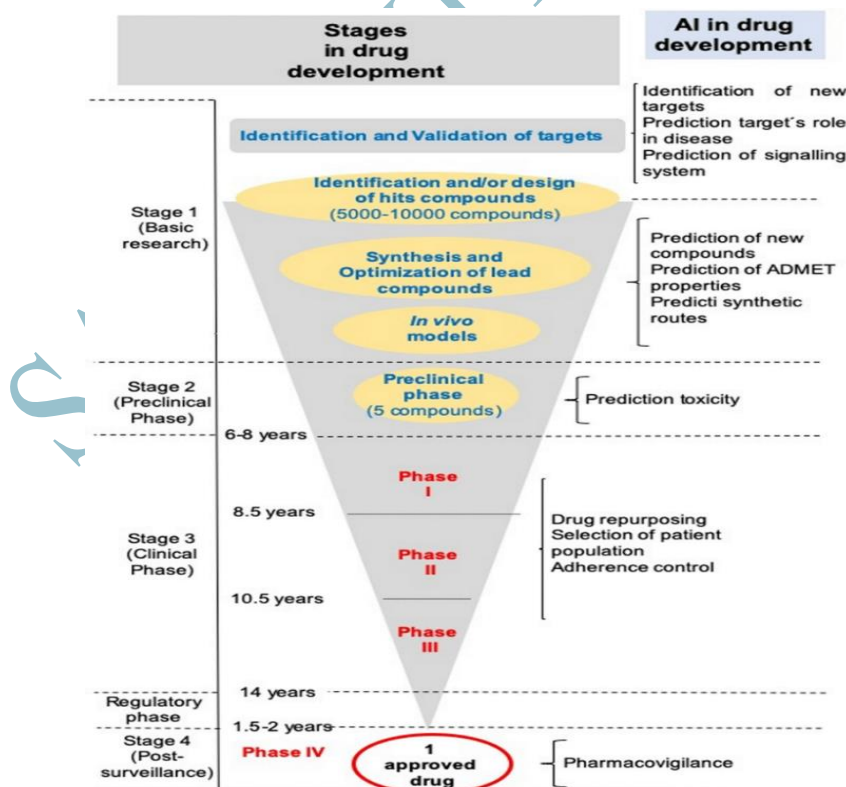 Stages
in drug
development
AI in drug
development
Identification of new
targets
Prediction target´s role
in disease
Prediction of signalling
system
Identification and Validation of targets
Stage 1
(Basic
research)
Identification and/or design
of hits compounds
(5000-10000 compounds)
Synthesis and
Optimization of lead
compounds
In vivo
models
Prediction of new
compounds
Prediction of ADMET
properties
Predicti synthetic
routes
Stage 2
(Preclinical
Phase)
Preclinical
phase
(5 compounds)
Prediction toxicity
6-8 years
Stage 3
(Clinical
Phase)
Phase
I
8.5 years
Phase
II
10.5 years
Phase
III
Drug repurposing
Selection of patient
population
Adherence control
14 years
Regulatory
phase
1.5-2 years
Stage 4
(Post-
surveillance)
Phase IV
1
approved
drug
Pharmacovigilance